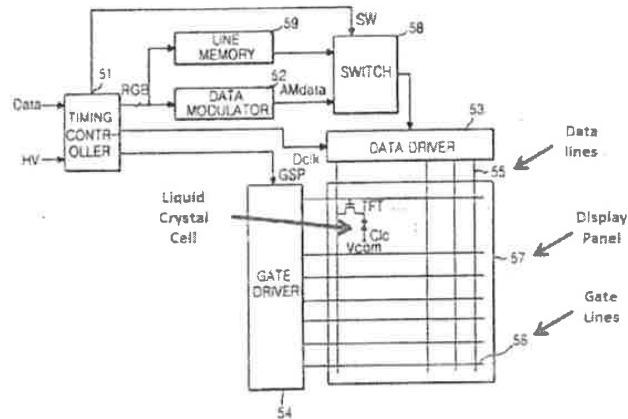 SW
59
58
LINE
MEMORY
51
RGB
52
AMdata
SWITCH
Data
TIMING
CONTR-
OLLER
DATA
MODULATOR
53
HV
Dclk
DATA DRIVER
Data
lines
GSP
55
Liquid
Crystal
Cell
TFT
Clc
Vcom
Display
Panel
57
GATE
DRIVER
Gate
Lines
56
54